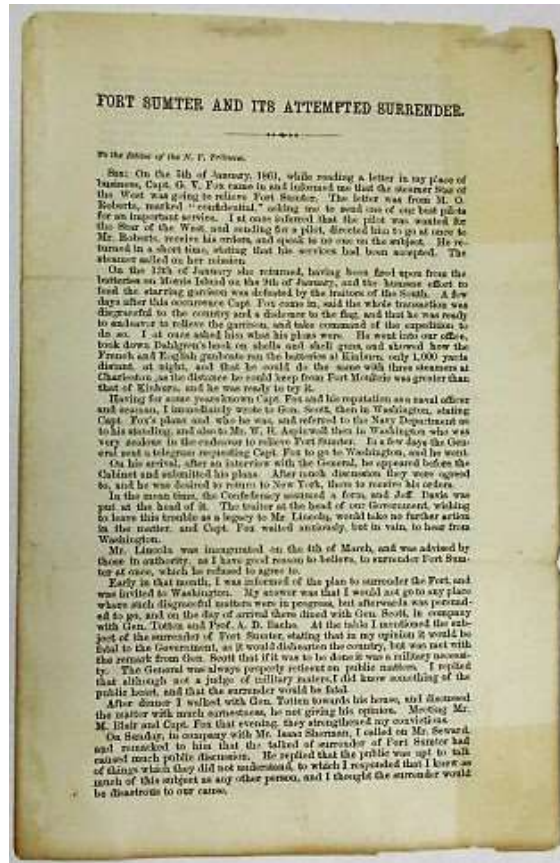 FORT SUMTER AND ITS ATTEMPTED SURRENDER.
To the Editor of the N. Y. Tribune.
SIR: On the 5th of January, 1861, while reading a letter in my place of
business, Capt. G. V. Fox came in and informed me that the steamer Star of
the West was going to relieve Fort Sumter. The letter was from M. O.
Roberts, marked "confidential," asking me to send one of our best pilots
for an important service. I at once inferred that the pilot was wanted for
the Star of the West, and sending for a pilot, directed him to go at once to
Mr. Roberts, receive his orders, and speak to no one on the subject. He re-
turned in a short time, stating that his services had been accepted. The
steamer sailed on her mission.
On the 12th of January she returned, having been fired upon from the
batteries on Morris Island on the 9th of January, and the humane effort to
feed the starving garrison was defeated by the traitors of the South. A few
days after this occurrence Capt. Fox came in, said the whole transaction was
disgraceful to the country and a dishonor to the flag, and that he was ready
to endeavor to relieve the garrison, and take command of the expedition to
do so. I at once asked him what his plans were. He went into our office,
took down Dahlgren's book on shells and shell guns, and showed how the
French and English gunboats ran the batteries at Kinburn, only 1,000 yards
distant, at night, and that he could do the same with three steamers at
Charleston, as the distance he could keep from Fort Moultrie was greater than
that of Kinburn, and he was ready to try it.
Having for some years known Capt. Fox and his reputation as a naval officer
and seaman, I immediately wrote to Gen. Scott, then in Washington, stating
Capt. Fox's plans and who he was, and referred to the Navy Department as
to his standing, and also to Mr. W. H. Aspinwall then in Washington who was
very zealous in the endeavor to relieve Fort Sumter. In a few days the Gen-
eral sent a telegram requesting Capt. Fox to go to Washington, and he went.
On his arrival, after an interview with the General, he appeared before the
Cabinet and submitted his plans. After much discussion they were agreed
to, and he was desired to return to New York, there to receive his orders.
In the mean time, the Confederacy assumed a form, and Jeff. Davis was
put at the head of it. The traitor at the head of our Government, wishing
to leave this trouble as a legacy to Mr. Lincoln, would take no further action
in the matter, and Capt. Fox waited anxiously, but in vain, to hear from
Washington.
Mr. Lincoln was inaugurated on the 4th of March, and was advised by
those in authority, as I have good reason to believe, to surrender Fort Sum-
ter at once, which he refused to agree to.
Early in that month, I was informed of the plan to surrender the Fort, and
was invited to Washington. My answer was that I would not go to any place
where such disgraceful matters were in progress, but afterwards was persuad-
ed to go, and on the day of arrival there dined with Gen. Scott, in company
with Gen. Totten and Prof. A. D. Bache. At the table I mentioned the sub-
ject of the surrender of Fort Sumter, stating that in my opinion it would be
fatal to the Government, as it would dishearten the country, but was met with
the remark from Gen. Scott that if it was to be done it was a military necessi-
ty. The General was always properly reticent on public matters. I replied
that although not a judge of military maters, I did know something of the
public heart, and that the surrender would be fatal.
After dinner I walked with Gen. Totten towards his house, and discussed
the matter with much earnestness, he not giving his opinion. Meeting Mr.
M. Blair and Capt. Fox that evening, they strengthened my convictions.
On Sunday, in company with Mr. Isaac Sherman, I called on Mr. Seward,
and remarked to him that the talked of surrender of Fort Sumter had
caused much public discussion. He replied that the public was apt to talk
of things which they did not understand, to which I responded that I knew as
much of this subject as any other person, and I thought the surrender would
be disastrous to our cause.